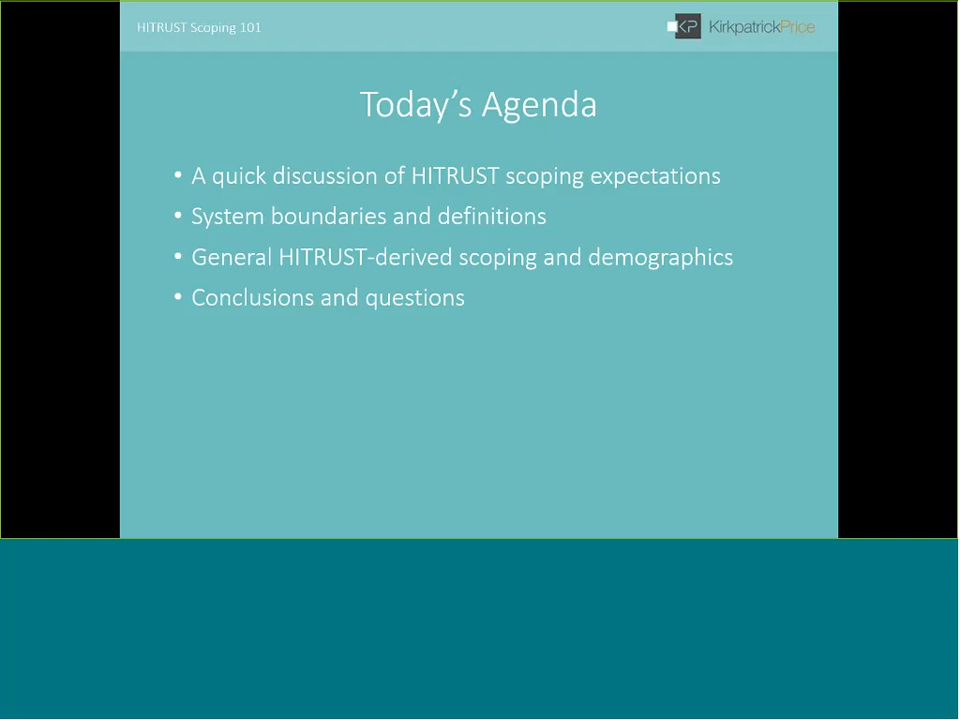 HITRUST Scoping 101
KP KirkpatrickPrice
Today's Agenda
• A quick discussion of HITRUST scoping expectations
• System boundaries and definitions
• General HITRUST-derived scoping and demographics
• Conclusions and questions